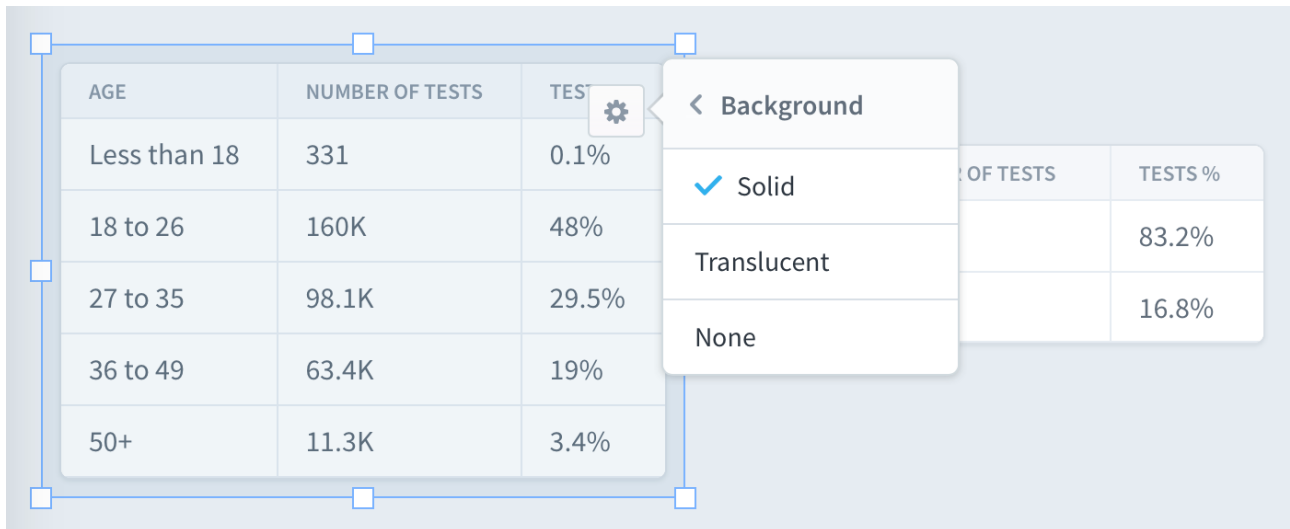 AGE NUMBER OF TESTS
Less than 18 331 0.1%
18 to 26 160K 48%
27 to 35 98.1K 29.5%
36 to 49 63.4K 19%
50+ 11.3K 3.4%
Background
Solid
Translucent
None
OF TESTS TESTS %
83.2%
16.8%